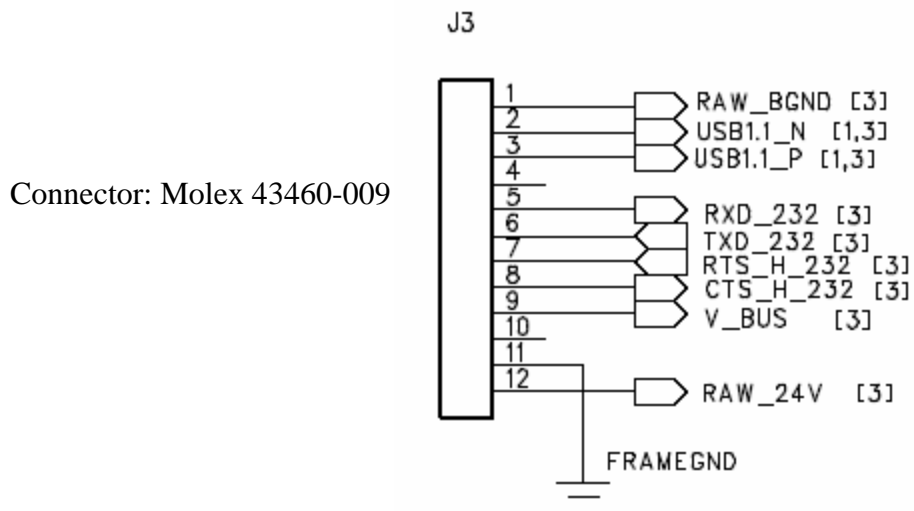 J3
1 RAW_BGND [3]
2 USB1.1_N [1,3]
3 USB1.1_P [1,3]
4
Connector: Molex 43460-009
5 RXD_232 [3]
6 TXD_232 [3]
7 RTS_H_232 [3]
8 CTS_H_232 [3]
9 V_BUS [3]
10
11
12 RAW_24V [3]
FRAMEGND